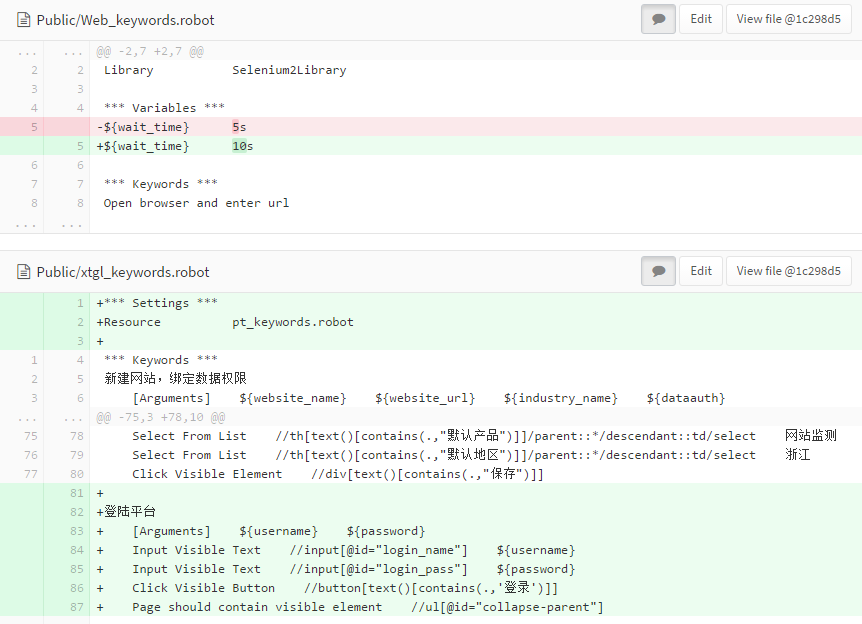 Public/Web_keywords.robot Edit View file @1c298d5
... ... @@ -2,7 +2,7 @@
2 2 Library Selenium2Library
3 3
4 4 *** Variables ***
5 -${wait_time} 5s
5 +${wait_time} 10s
6 6
7 7 *** Keywords ***
8 8 Open browser and enter url
... ...
Public/xtgl_keywords.robot Edit View file @1c298d5
1 +*** Settings ***
2 +Resource pt_keywords.robot
3 +
1 4 *** Keywords ***
2 5 新建网站，绑定数据权限
3 6 [Arguments] ${website_name} ${website_url} ${industry_name} ${dataauth}
... ... @@ -75,3 +78,10 @@
75 78 Select From List //th[text()[contains(.,"默认产品")]]/parent::*/descendant::td/select 网站监测
76 79 Select From List //th[text()[contains(.,"默认地区")]]/parent::*/descendant::td/select 浙江
77 80 Click Visible Element //div[text()[contains(.,"保存")]]
81 +
82 +登陆平台
83 + [Arguments] ${username} ${password}
84 + Input Visible Text //input[@id="login_name"] ${username}
85 + Input Visible Text //input[@id="login_pass"] ${password}
86 + Click Visible Button //button[text()[contains(.,'登录')]]
87 + Page should contain visible element //ul[@id="collapse-parent"]